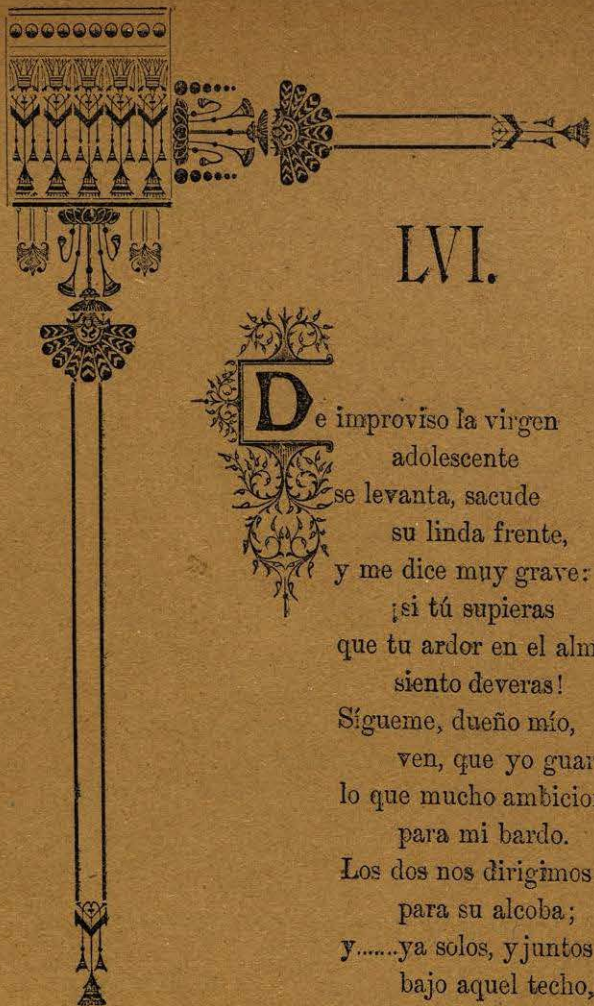 LVI.
De improviso la virgen
adolescente
se levanta, sacude
su linda frente,
y me dice muy grave:
¡si tú supieras
que tu ardor en el alm
siento deveras!
Sígueme, dueño mío,
ven, que yo guar
lo que mucho ambicio
para mi bardo.
Los dos nos dirigimos
para su alcoba;
y.......ya solos, y juntos
bajo aquel techo,